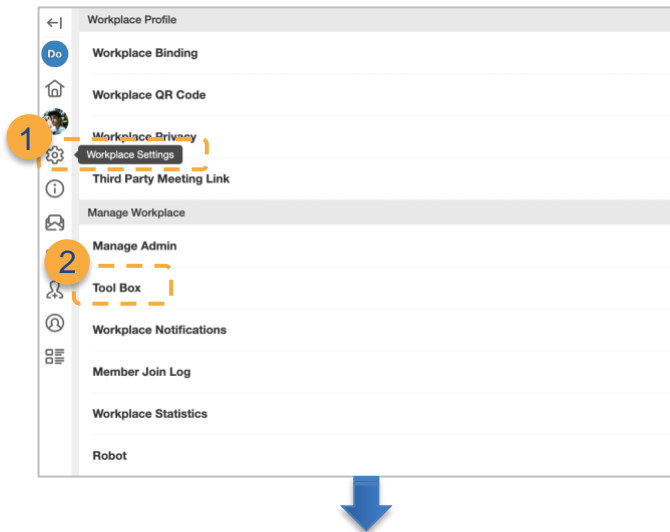 Workplace Profile
Do
Workplace Binding
Workplace QR Code
1
Workplace Privacy
Workplace Settings
Third Party Meeting Link
Manage Workplace
Manage Admin
2
Tool Box
Workplace Notifications
Member Join Log
Workplace Statistics
Robot